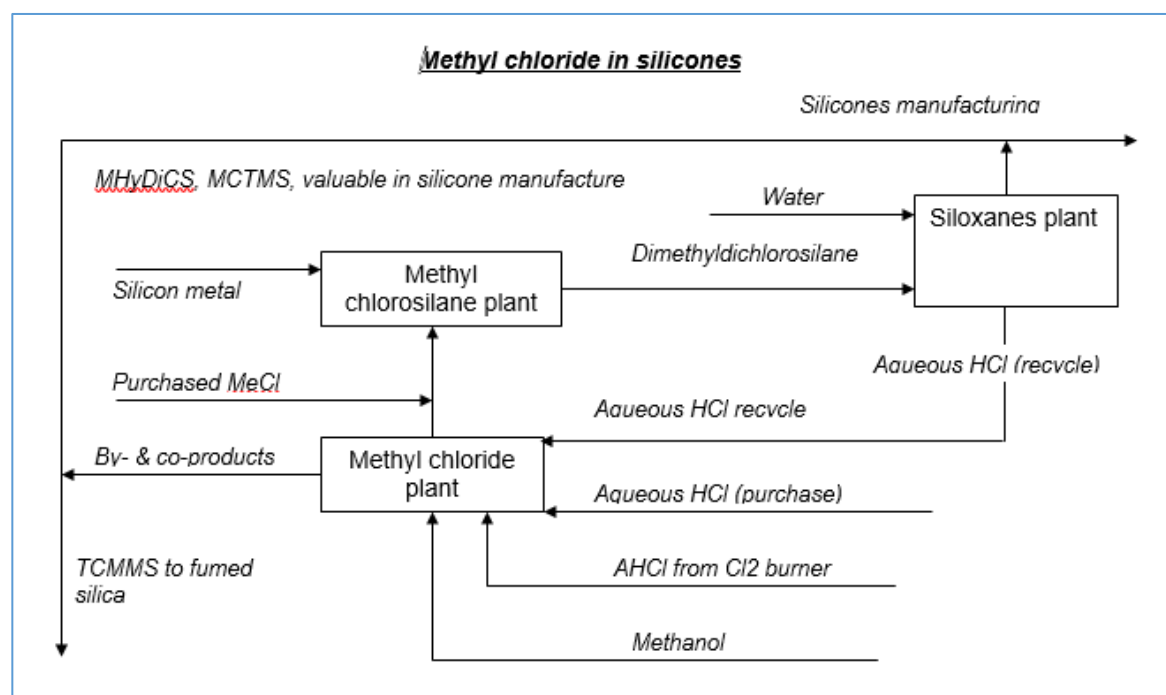 Methyl chloride in silicones
Silicones manufacturing
MHyDiCS, MCTMS, valuable in silicone manufacture
Water
Siloxanes plant
Dimethyldichlorosilane
Methyl
chlorosilane plant
Silicon metal
Aqueous HCl (recycle)
Purchased MeCl
Aqueous HCl recycle
By- & co-products
Methyl chloride
plant
Aqueous HCl (purchase)
TCMMS to fumed
silica
AHCl from Cl2 burner
Methanol